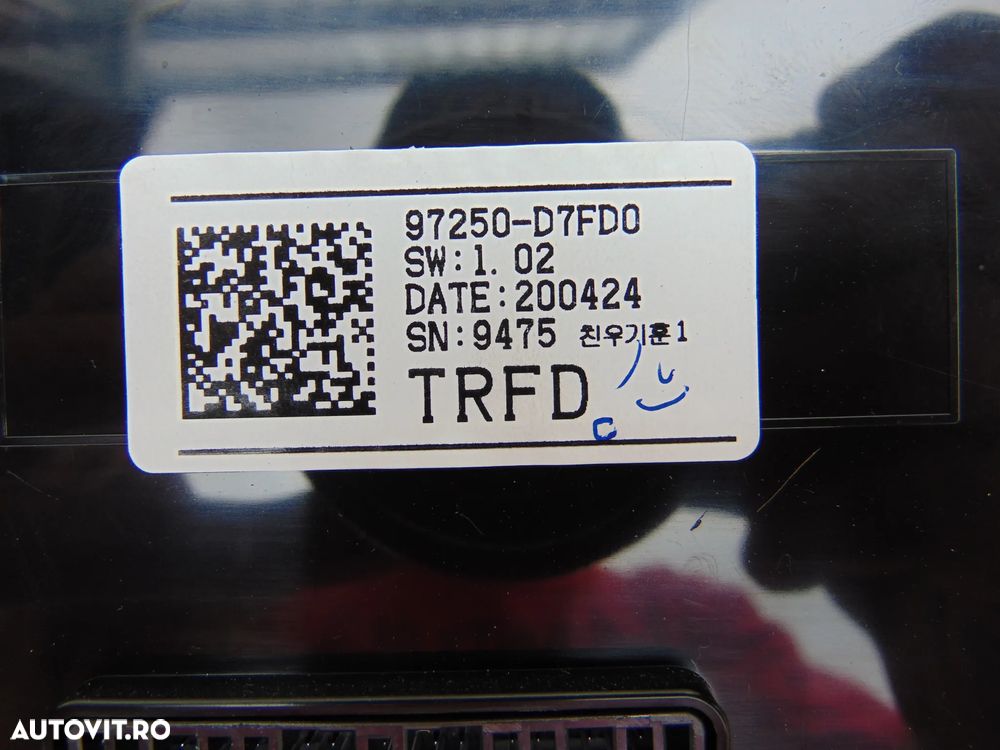 97250-D7FD0
SW:1.02
DATE:200424
SN:9475 친우기훈1
TRFD
AUTOVIT.RO